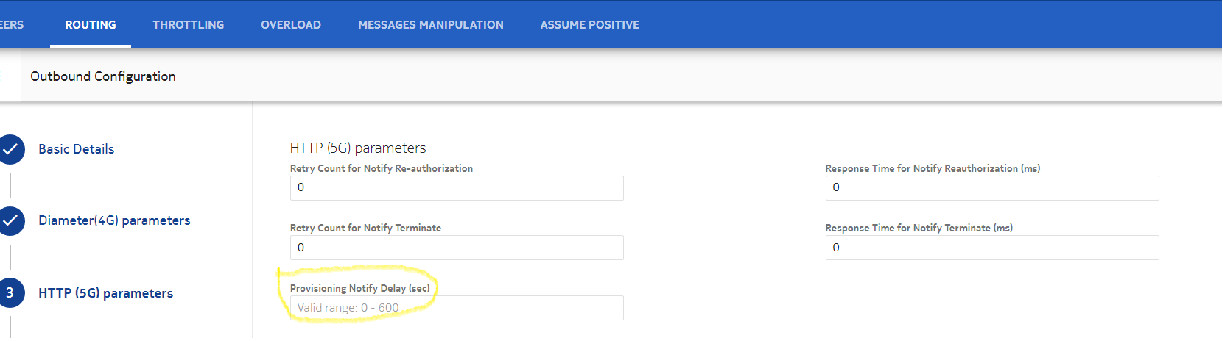 EERS ROUTING THROTTLING OVERLOAD MESSAGES MANIPULATION ASSUME POSITIVE
Outbound Configuration
Basic Details
Diameter(4G) parameters
3 HTTP (5G) parameters
HTTP (5G) parameters
Retry Count for Notify Re-authorization
0
Response Time for Notify Reauthorization (ms)
0
Retry Count for Notify Terminate
0
Response Time for Notify Terminate (ms)
0
Provisioning Notify Delay (sec)
Valid range: 0 - 600